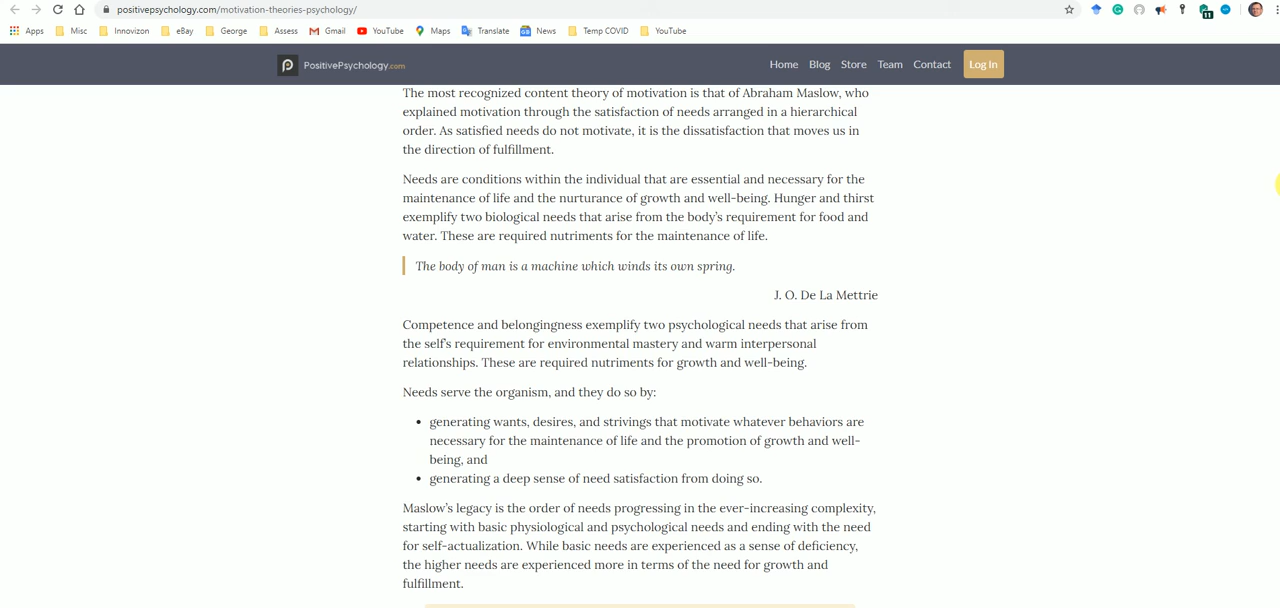 positivepsychology.com/motivation-theories-psychology/
Apps Misc Innovizon eBay George Assess Gmail YouTube Maps Translate News Temp COVID YouTube
11
PositivePsychology.com Home Blog Store Team Contact Log In
The most recognized content theory of motivation is that of Abraham Maslow, who
explained motivation through the satisfaction of needs arranged in a hierarchical
order. As satisfied needs do not motivate, it is the dissatisfaction that moves us in
the direction of fulfillment.
Needs are conditions within the individual that are essential and necessary for the
maintenance of life and the nurturance of growth and well-being. Hunger and thirst
exemplify two biological needs that arise from the body’s requirement for food and
water. These are required nutriments for the maintenance of life.
The body of man is a machine which winds its own spring.
J. O. De La Mettrie
Competence and belongingness exemplify two psychological needs that arise from
the self’s requirement for environmental mastery and warm interpersonal
relationships. These are required nutriments for growth and well-being.
Needs serve the organism, and they do so by:
• generating wants, desires, and strivings that motivate whatever behaviors are
necessary for the maintenance of life and the promotion of growth and well-
being, and
• generating a deep sense of need satisfaction from doing so.
Maslow’s legacy is the order of needs progressing in the ever-increasing complexity,
starting with basic physiological and psychological needs and ending with the need
for self-actualization. While basic needs are experienced as a sense of deficiency,
the higher needs are experienced more in terms of the need for growth and
fulfillment.